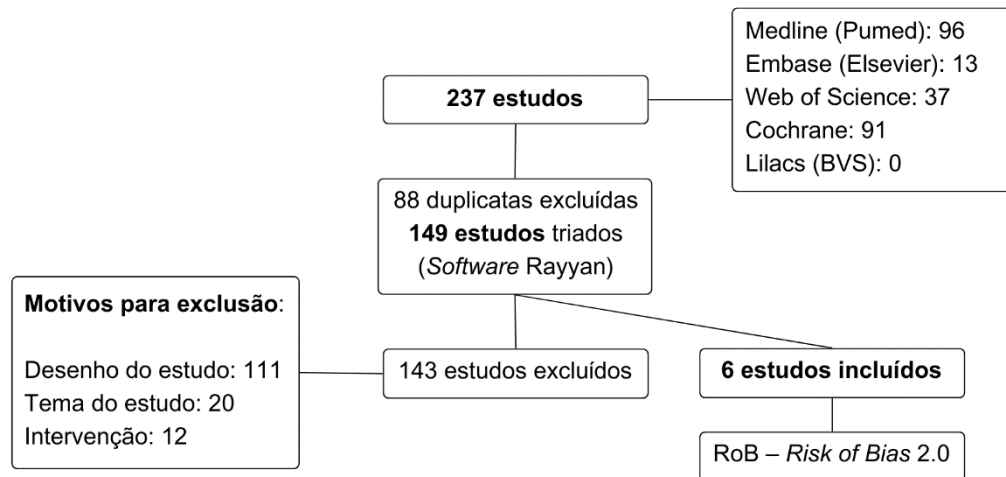 Medline (Pumed): 96
Embase (Elsevier): 13
Web of Science: 37
Cochrane: 91
Lilacs (BVS): 0
237 estudos
88 duplicatas excluídas
149 estudos triados
(Software Rayyan)
Motivos para exclusão:
Desenho do estudo: 111
Tema do estudo: 20
Intervenção: 12
143 estudos excluídos
6 estudos incluídos
RoB – Risk of Bias 2.0